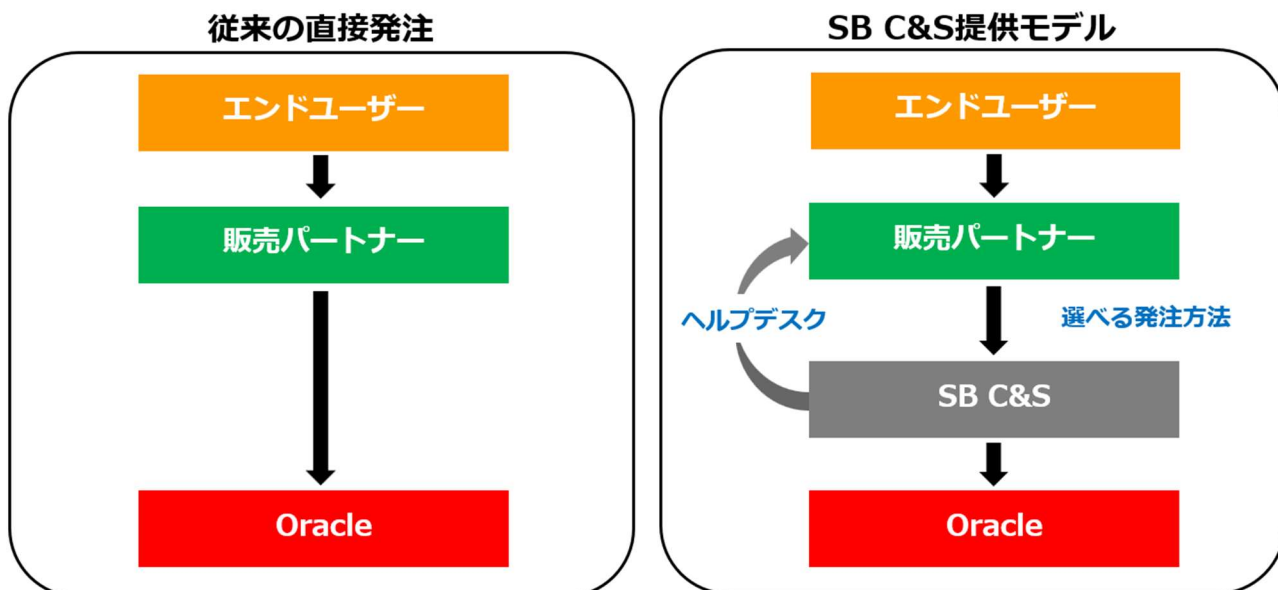 従来の直接発注
エンドユーザー
販売パートナー
Oracle
SB C&S提供モデル
エンドユーザー
販売パートナー
ヘルプデスク
選べる発注方法
SB C&S
Oracle